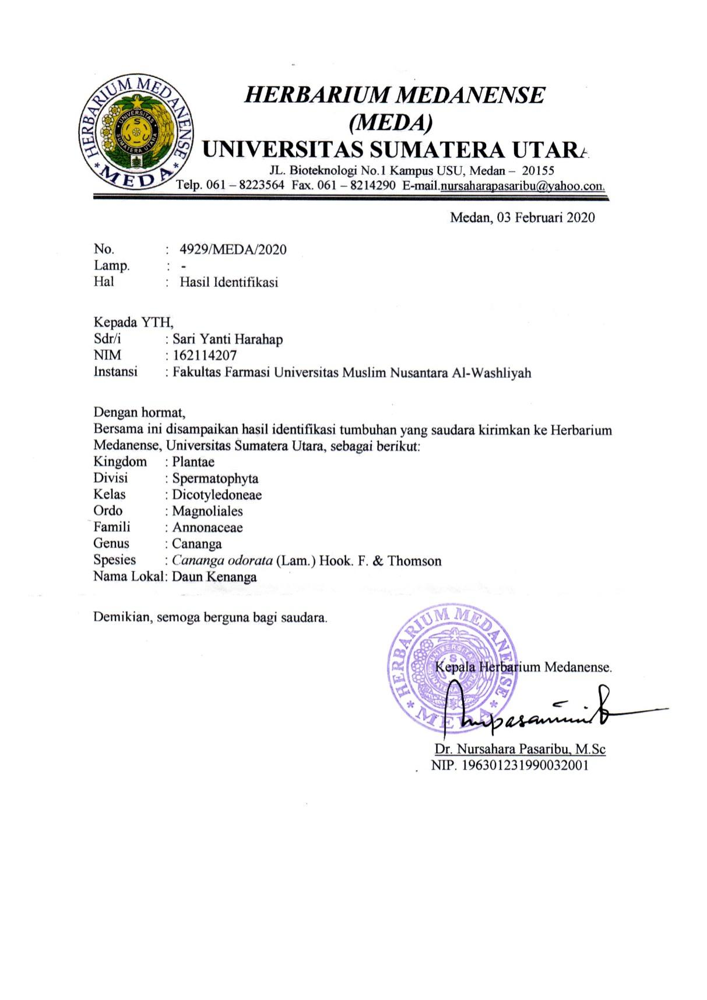 HERBARIUM MEDANENSE
MEDA
UNIVERSITAS
SUMATERA UTARA
HERBARIUM MEDANENSE
(MEDA)
UNIVERSITAS SUMATERA UTARA
JL. Bioteknologi No.1 Kampus USU, Medan – 20155
Telp. 061 – 8223564 Fax. 061 – 8214290 E-mail.nursaharapasaribu@yahoo.com
Medan, 03 Februari 2020
No. : 4929/MEDA/2020
Lamp. : -
Hal : Hasil Identifikasi
Kepada YTH,
Sdr/i : Sari Yanti Harahap
NIM : 162114207
Instansi : Fakultas Farmasi Universitas Muslim Nusantara Al-Washliyah
Dengan hormat,
Bersama ini disampaikan hasil identifikasi tumbuhan yang saudara kirimkan ke Herbarium
Medanense, Universitas Sumatera Utara, sebagai berikut:
Kingdom : Plantae
Divisi : Spermatophyta
Kelas : Dicotyledoneae
Ordo : Magnoliales
Famili : Annonaceae
Genus : Cananga
Spesies : Cananga odorata (Lam.) Hook. F. & Thomson
Nama Lokal: Daun Kenanga
Demikian, semoga berguna bagi saudara.
HERBARIUM MEDANENSE
MEDA
UNIVERSITAS
SUMATERA UTARA
Kepala Herbarium Medanense.
Dr. Nursahara Pasaribu, M.Sc
NIP. 196301231990032001